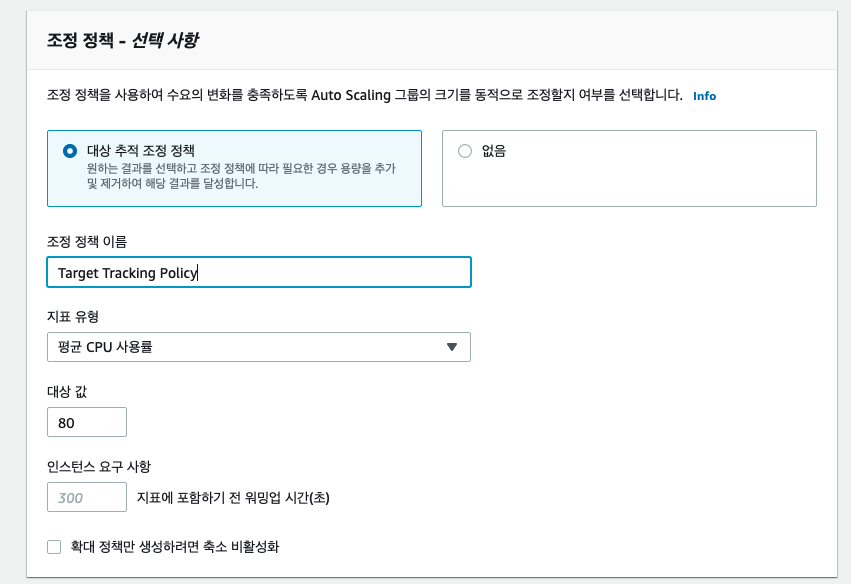 조정 정책 - 선택 사항
조정 정책을 사용하여 수요의 변화를 충족하도록 Auto Scaling 그룹의 크기를 동적으로 조정할지 여부를 선택합니다. Info
대상 추적 조정 정책
원하는 결과를 선택하고 조정 정책에 따라 필요한 경우 용량을 추가
및 제거하여 해당 결과를 달성합니다.
없음
조정 정책 이름
Target Tracking Policy
지표 유형
평균 CPU 사용률
대상 값
80
인스턴스 요구 사항
300 지표에 포함하기 전 워밍업 시간(초)
확대 정책만 생성하려면 축소 비활성화